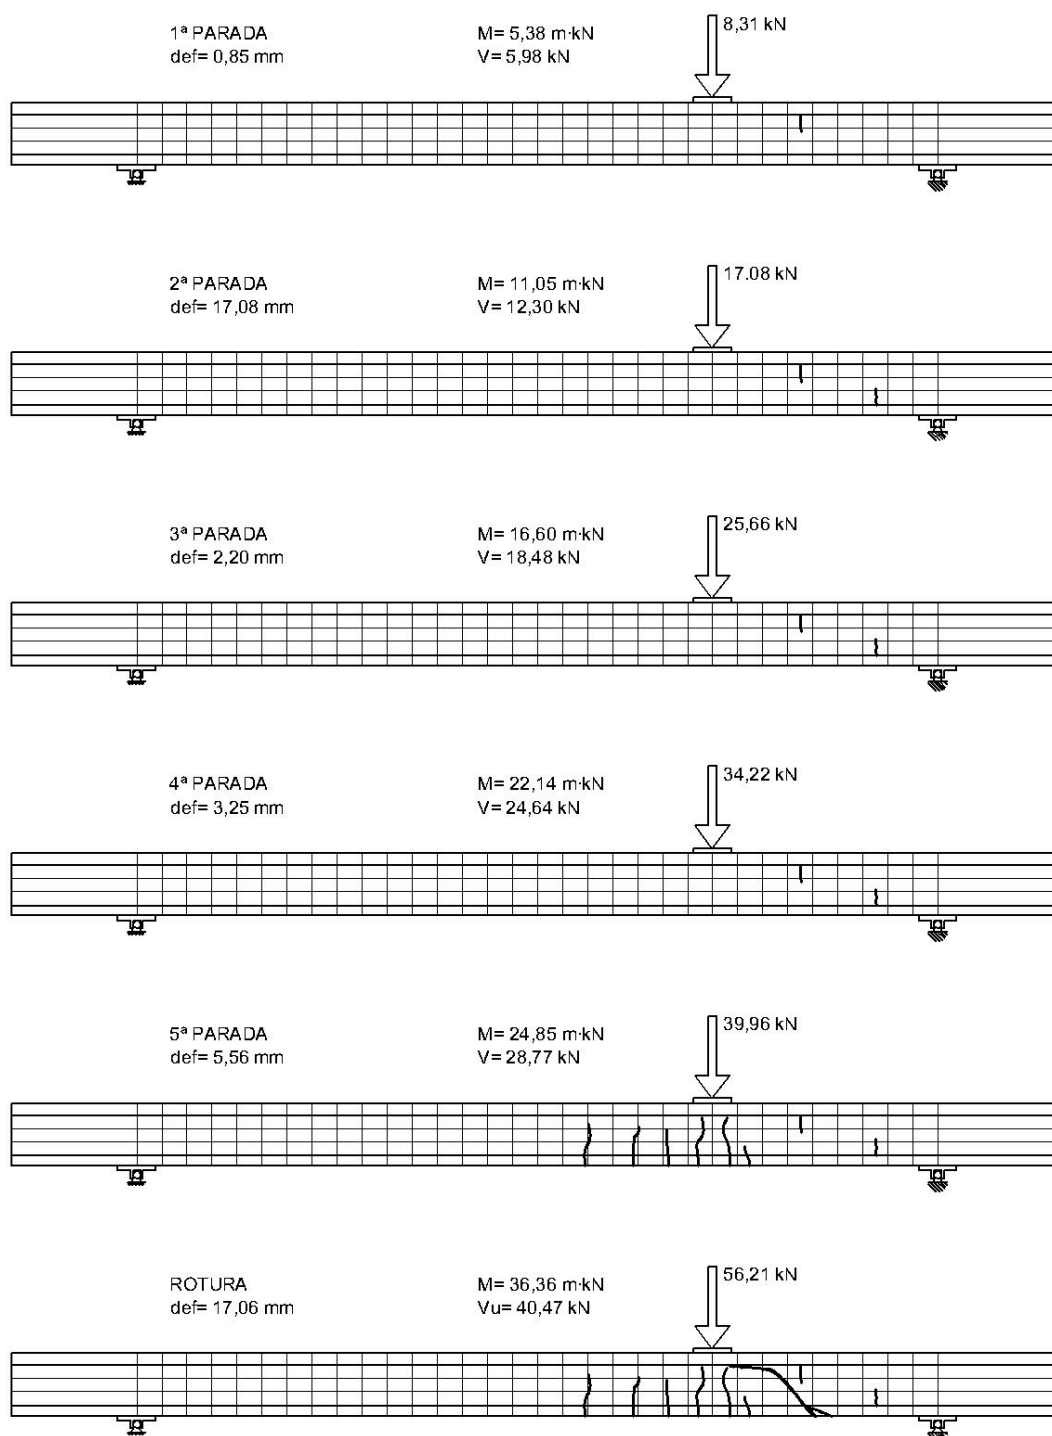 1ª PARADA
def= 0,85 mm
M= 5,38 m·kN
V= 5,98 kN
8,31 kN
2ª PARADA
def= 17,08 mm
M= 11,05 m·kN
V= 12,30 kN
17.08 kN
3ª PARADA
def= 2,20 mm
M= 16,60 m·kN
V= 18,48 kN
25,66 kN
4ª PARADA
def= 3,25 mm
M= 22,14 m·kN
V= 24,64 kN
34,22 kN
5ª PARADA
def= 5,56 mm
M= 24,85 m·kN
V= 28,77 kN
39,96 kN
ROTURA
def= 17,06 mm
M= 36,36 m·kN
Vu= 40,47 kN
56,21 kN